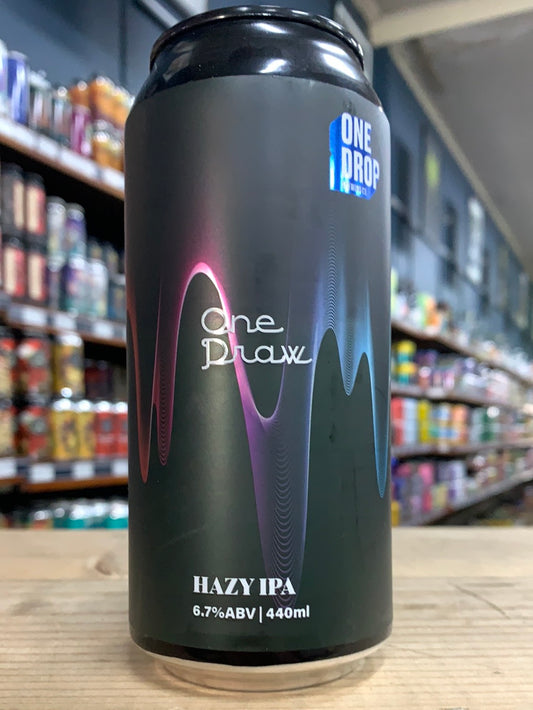 ONE
DROP
One
Draw
HAZY IPA
6.7%ABV | 440ml